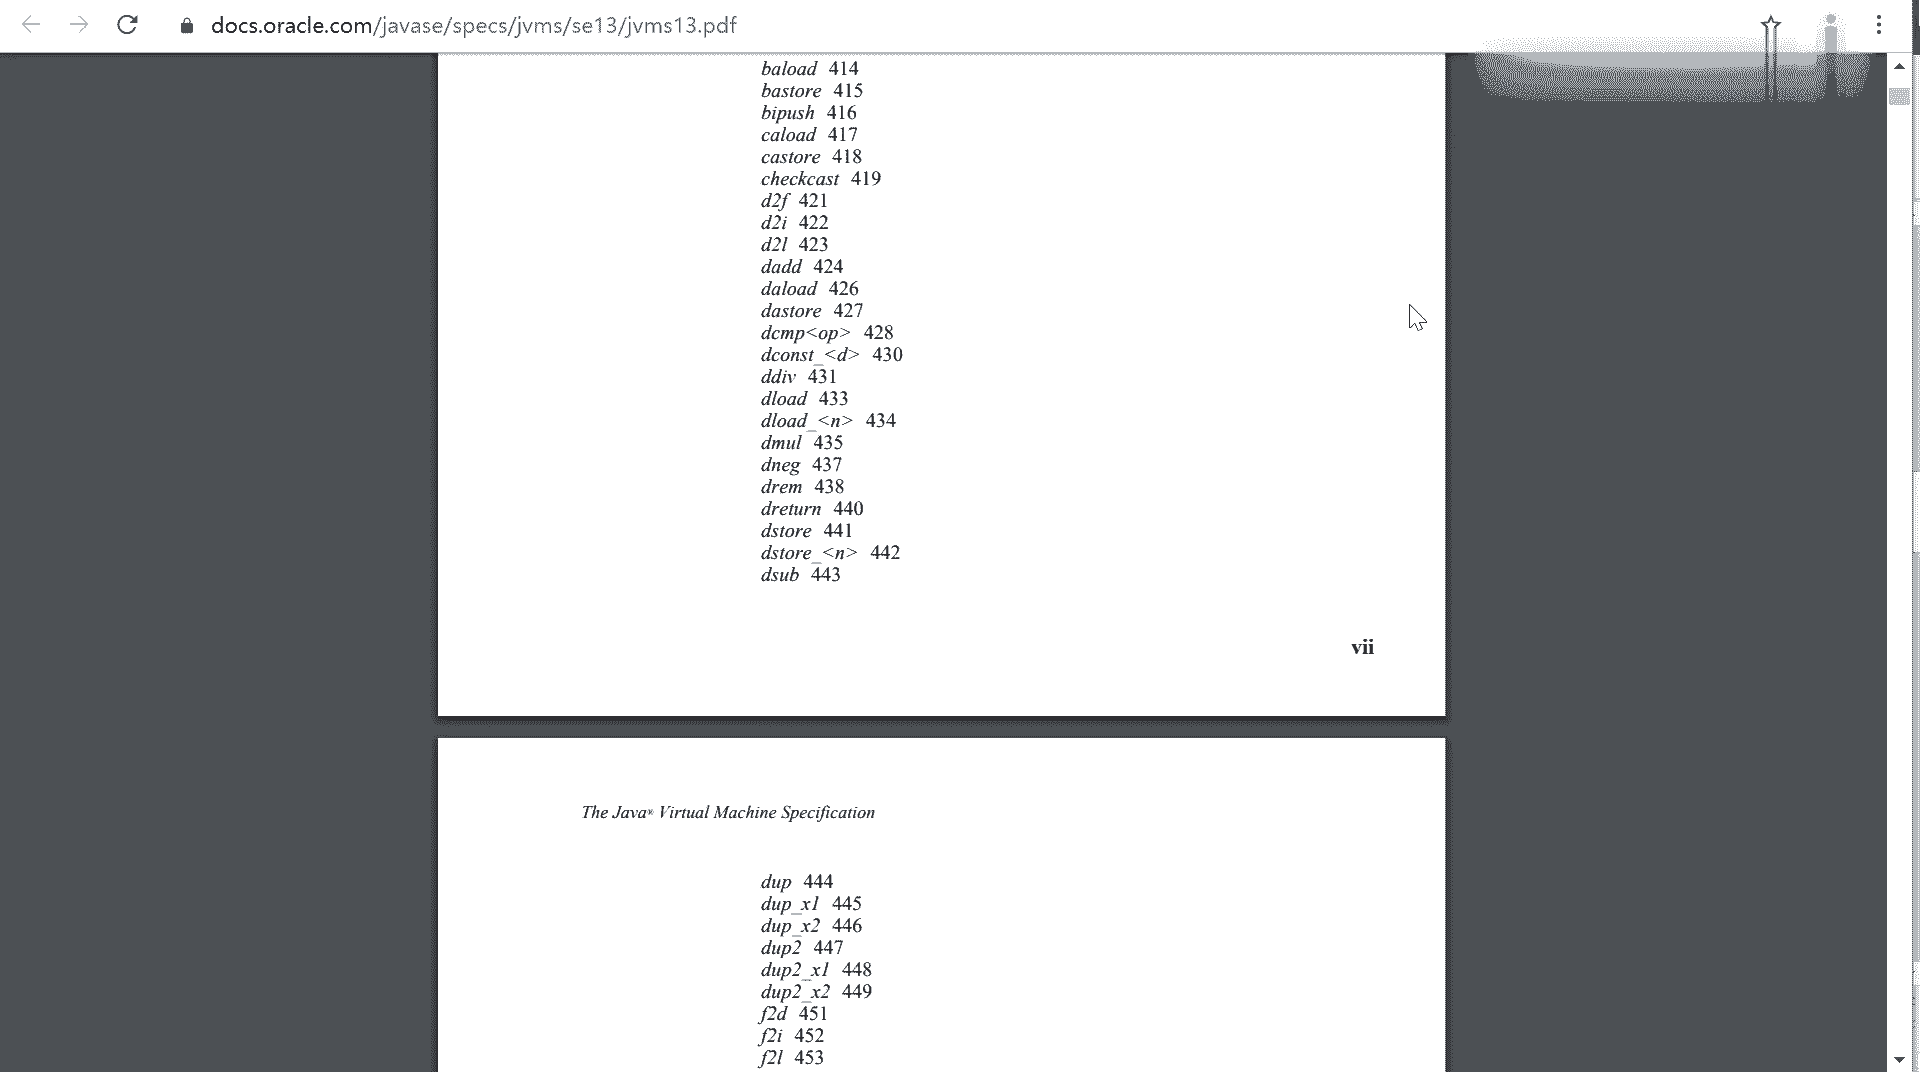 docs.oracle.com/javase/specs/jvms/se13/jvms13.pdf
baload 414
bastore 415
bipush 416
caload 417
castore 418
checkcast 419
d2f 421
d2i 422
d2l 423
dadd 424
daload 426
dastore 427
dcmp<op> 428
dconst_<d> 430
ddiv 431
dload 433
dload_<n> 434
dmul 435
dneg 437
drem 438
dreturn 440
dstore 441
dstore_<n> 442
dsub 443
vii
The Java® Virtual Machine Specification
dup 444
dup_x1 445
dup_x2 446
dup2 447
dup2_x1 448
dup2_x2 449
f2d 451
f2i 452
f2l 453